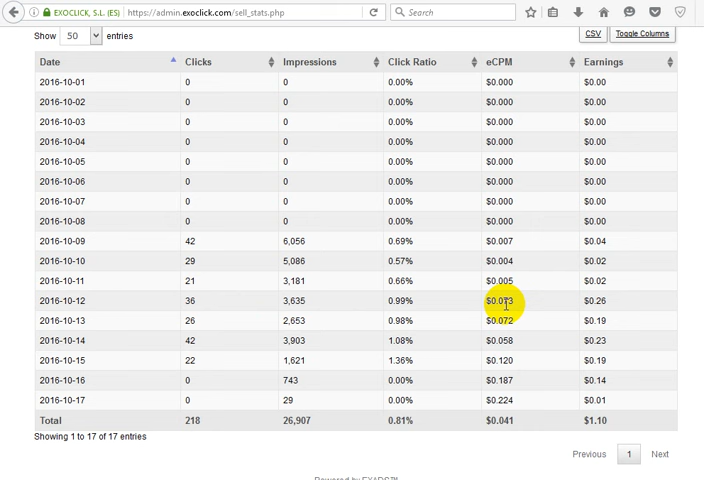 EXOCLICK, S.L. (ES) https://admin.exoclick.com/sell_stats.php Search
Show 50 entries CSV Toggle Columns
Date Clicks Impressions Click Ratio eCPM Earnings
2016-10-01 0 0 0.00% $0.000 $0.00
2016-10-02 0 0 0.00% $0.000 $0.00
2016-10-03 0 0 0.00% $0.000 $0.00
2016-10-04 0 0 0.00% $0.000 $0.00
2016-10-05 0 0 0.00% $0.000 $0.00
2016-10-06 0 0 0.00% $0.000 $0.00
2016-10-07 0 0 0.00% $0.000 $0.00
2016-10-08 0 0 0.00% $0.000 $0.00
2016-10-09 42 6,056 0.69% $0.007 $0.04
2016-10-10 29 5,086 0.57% $0.004 $0.02
2016-10-11 21 3,181 0.66% $0.005 $0.02
2016-10-12 36 3,635 0.99% $0.073 $0.26
2016-10-13 26 2,653 0.98% $0.072 $0.19
2016-10-14 42 3,903 1.08% $0.058 $0.23
2016-10-15 22 1,621 1.36% $0.120 $0.19
2016-10-16 0 743 0.00% $0.187 $0.14
2016-10-17 0 29 0.00% $0.224 $0.01
Total 218 26,907 0.81% $0.041 $1.10
Showing 1 to 17 of 17 entries
Previous 1 Next
Powered by EXADS™